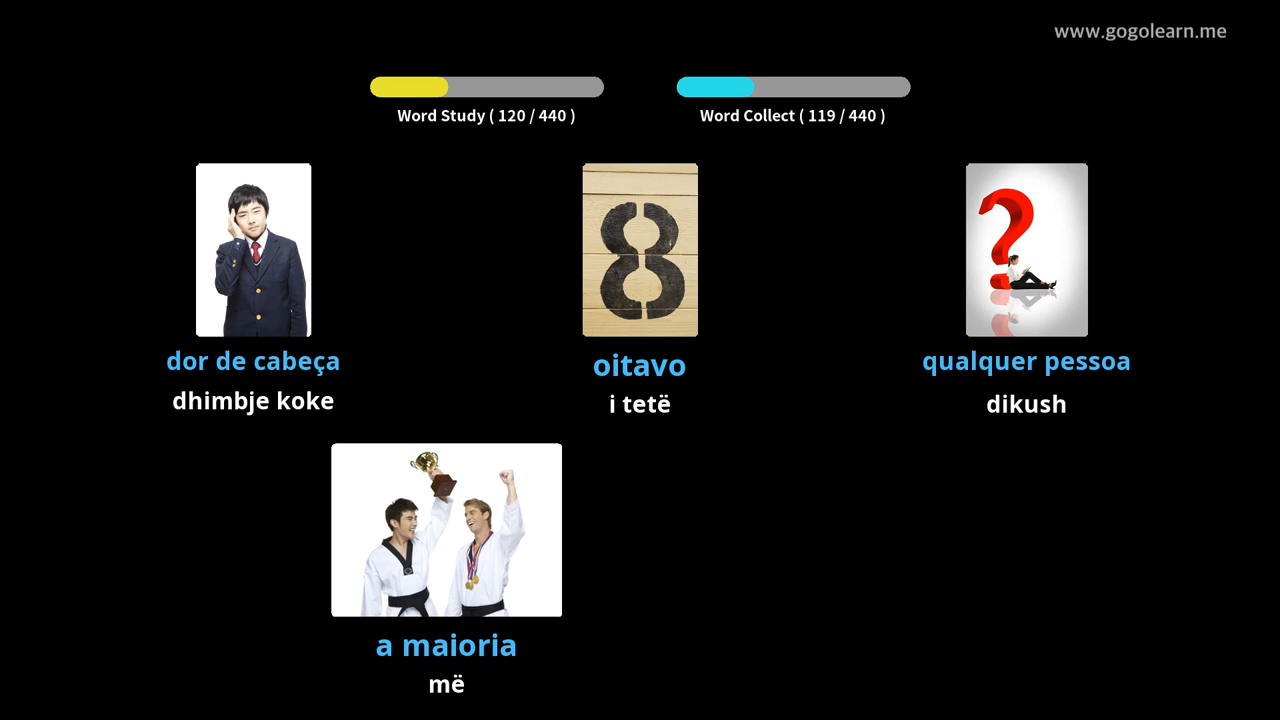 www.gogolearn.me
Word Study ( 120 / 440 )
Word Collect ( 119 / 440 )
8
dor de cabeça
dhimbje koke
oitavo
i tetë
qualquer pessoa
dikush
a maioria
më